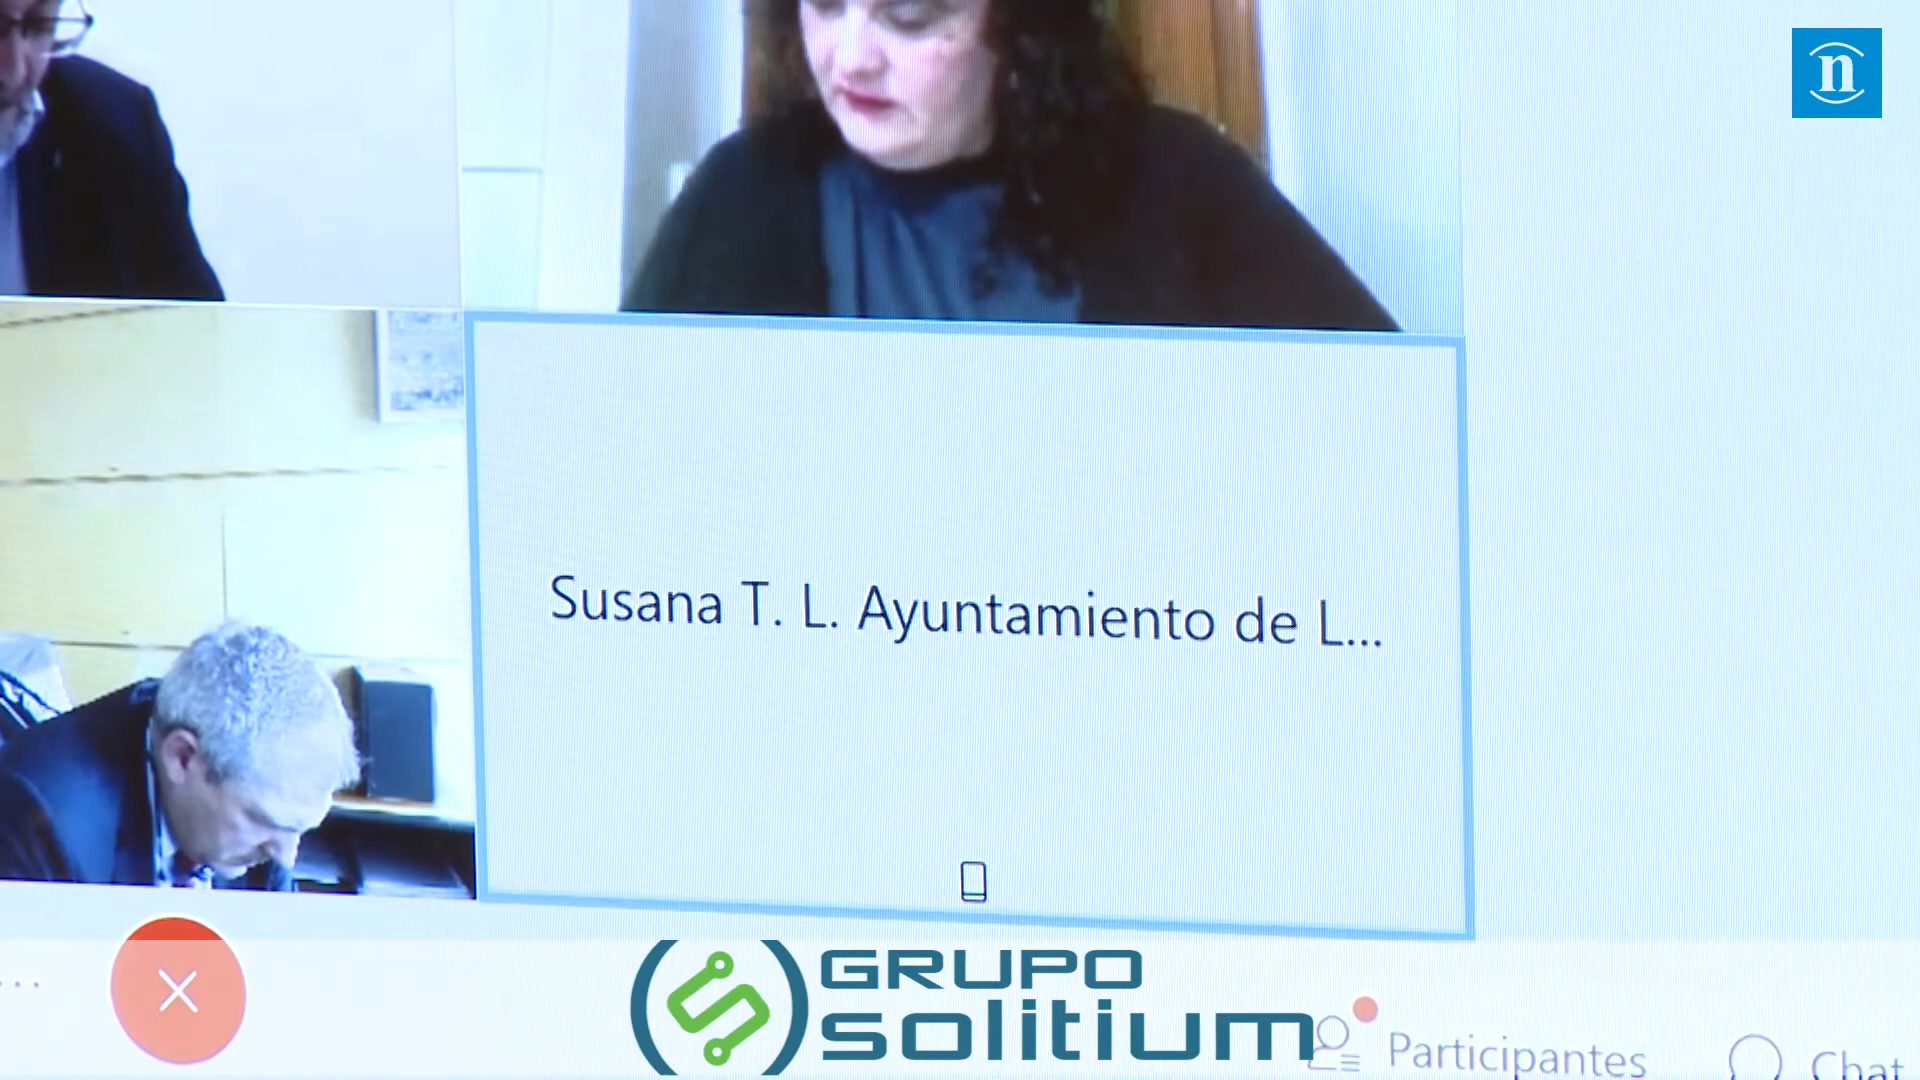 n
Susana T. L. Ayuntamiento de L...
GRUPO
solitium
Participantes
Chat